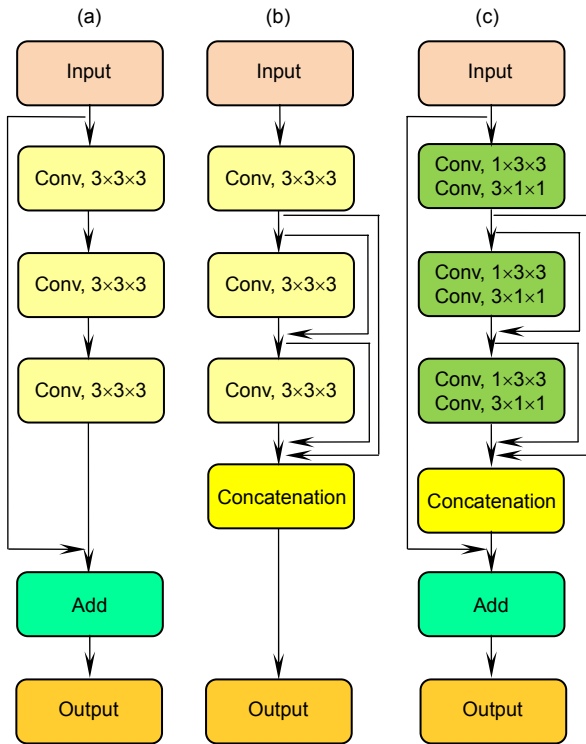 (a)
Input
Conv, 3×3×3
Conv, 3×3×3
Conv, 3×3×3
Add
Output
(b)
Input
Conv, 3×3×3
Conv, 3×3×3
Conv, 3×3×3
Concatenation
Output
(c)
Input
Conv, 1×3×3
Conv, 3×1×1
Conv, 1×3×3
Conv, 3×1×1
Conv, 1×3×3
Conv, 3×1×1
Concatenation
Add
Output